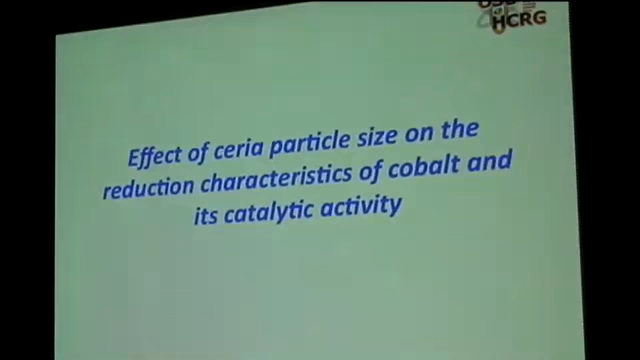 HCRG
Effect of ceria particle size on the
reduction characteristics of cobalt and
its catalytic activity